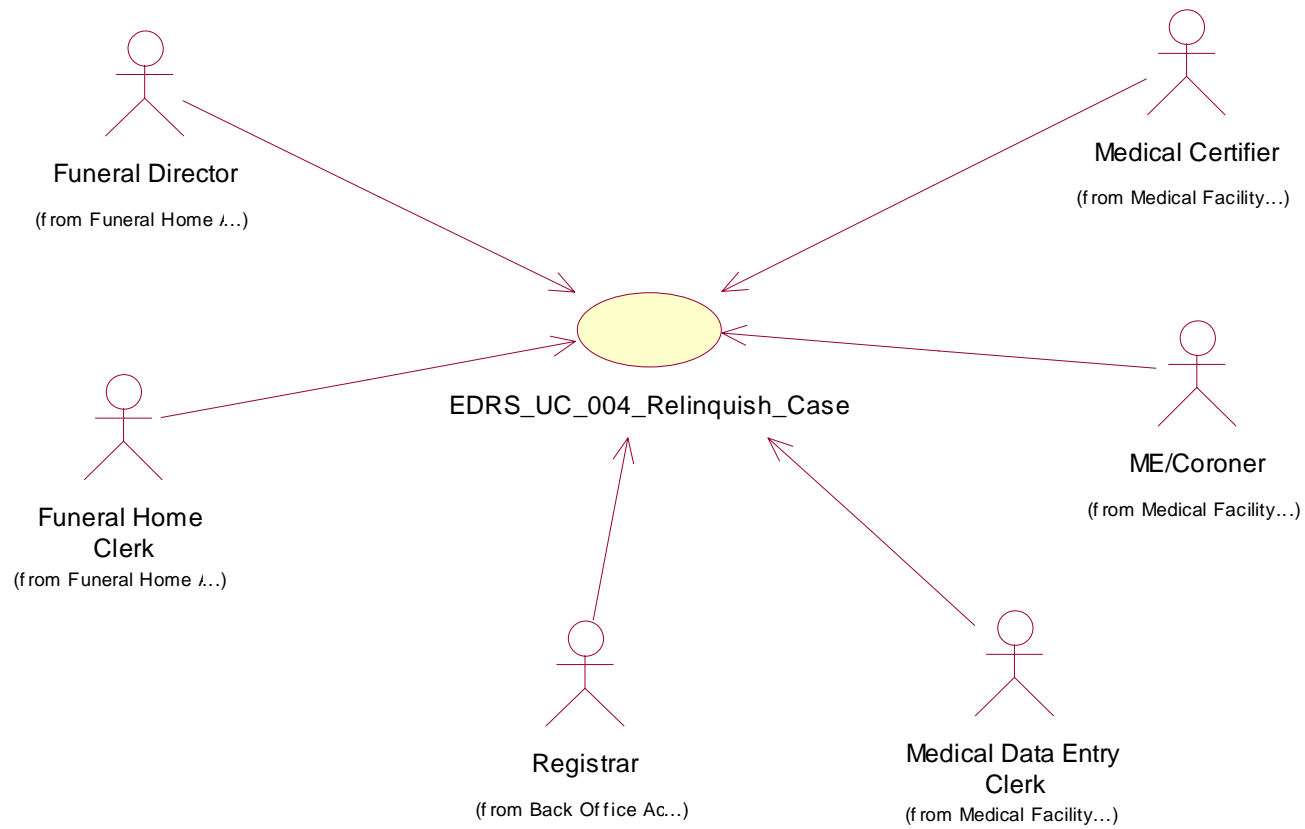 Funeral Director
(from Funeral Home A...)
Medical Certifier
(from Medical Facility...)
EDRS_UC_004_Relinquish_Case
ME/Coroner
(from Medical Facility...)
Funeral Home
Clerk
(from Funeral Home A...)
Registrar
(from Back Office Ac...)
Medical Data Entry
Clerk
(from Medical Facility...)